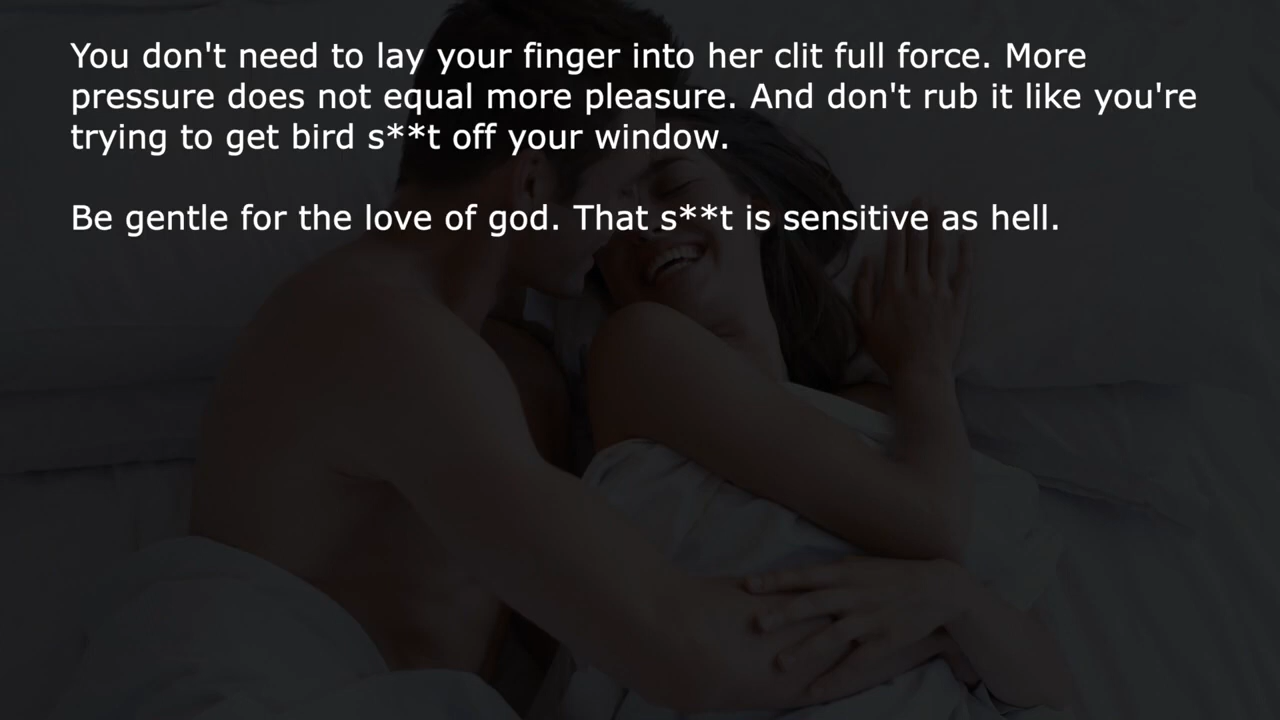 You don't need to lay your finger into her clit full force. More
pressure does not equal more pleasure. And don't rub it like you're
trying to get bird s**t off your window.
Be gentle for the love of god. That s**t is sensitive as hell.